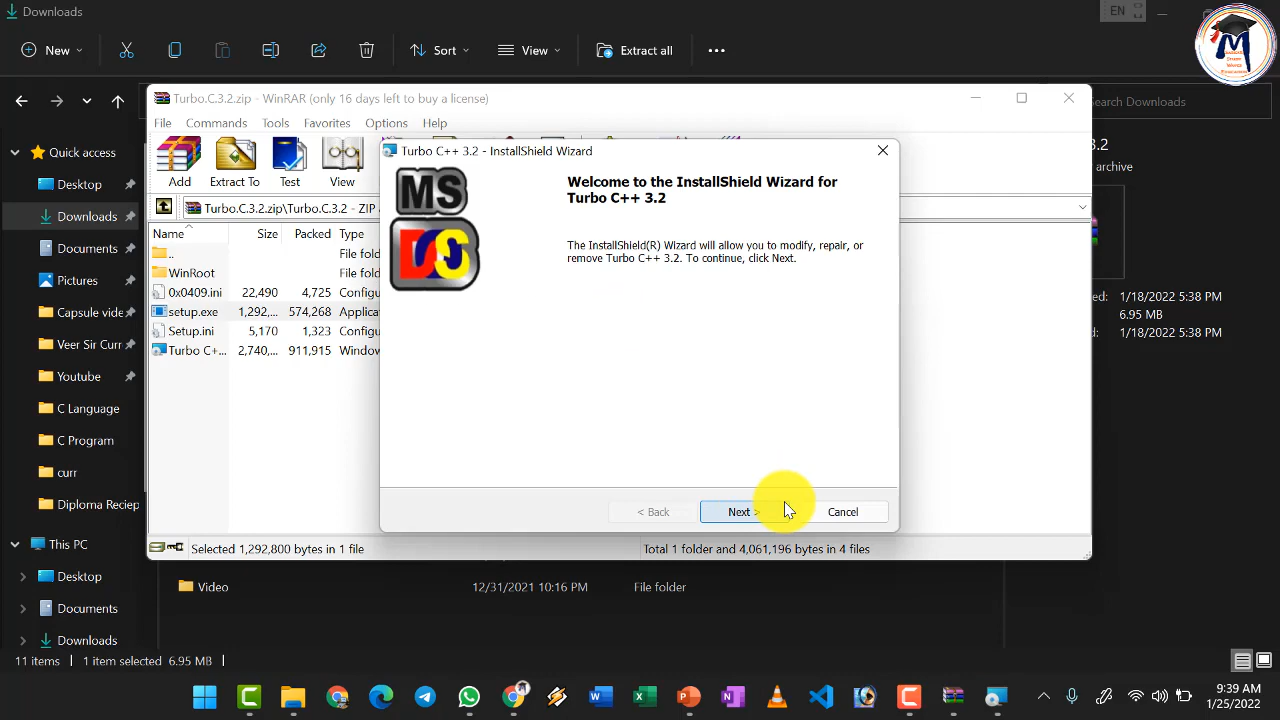 Downloads
EN
New
Sort
View
Extract all
Turbo.C.3.2.zip - WinRAR (only 16 days left to buy a license)
Search Downloads
File Commands Tools Favorites Options Help
Quick access
Turbo C++ 3.2 - InstallShield Wizard
3.2
archive
Add
Extract To
Test
View
MS
DOS
Welcome to the InstallShield Wizard for
Turbo C++ 3.2
Desktop
Downloads
Turbo.C.3.2.zip\Turbo.C.3.2 - ZIP
Name Size Packed Type
The InstallShield(R) Wizard will allow you to modify, repair, or
remove Turbo C++ 3.2. To continue, click Next.
.. File fold
Documents
WinRoot File fold
Pictures
0x0409.ini 22,490 4,725 Configu
1/18/2022 5:38 PM
Capsule vide
setup.exe 1,292,... 574,268 Applica
6.95 MB
Setup.ini 5,170 1,323 Configu
1/18/2022 5:38 PM
Veer Sir Curr
Turbo C+... 2,740,... 911,915 Window
Youtube
C Language
C Program
curr
Diploma Reciep
< Back
Next >
Cancel
This PC
Selected 1,292,800 bytes in 1 file
Total 1 folder and 4,061,196 bytes in 4 files
Desktop
Video 12/31/2021 10:16 PM File folder
Documents
Downloads
11 items 1 item selected 6.95 MB
9:39 AM
1/25/2022